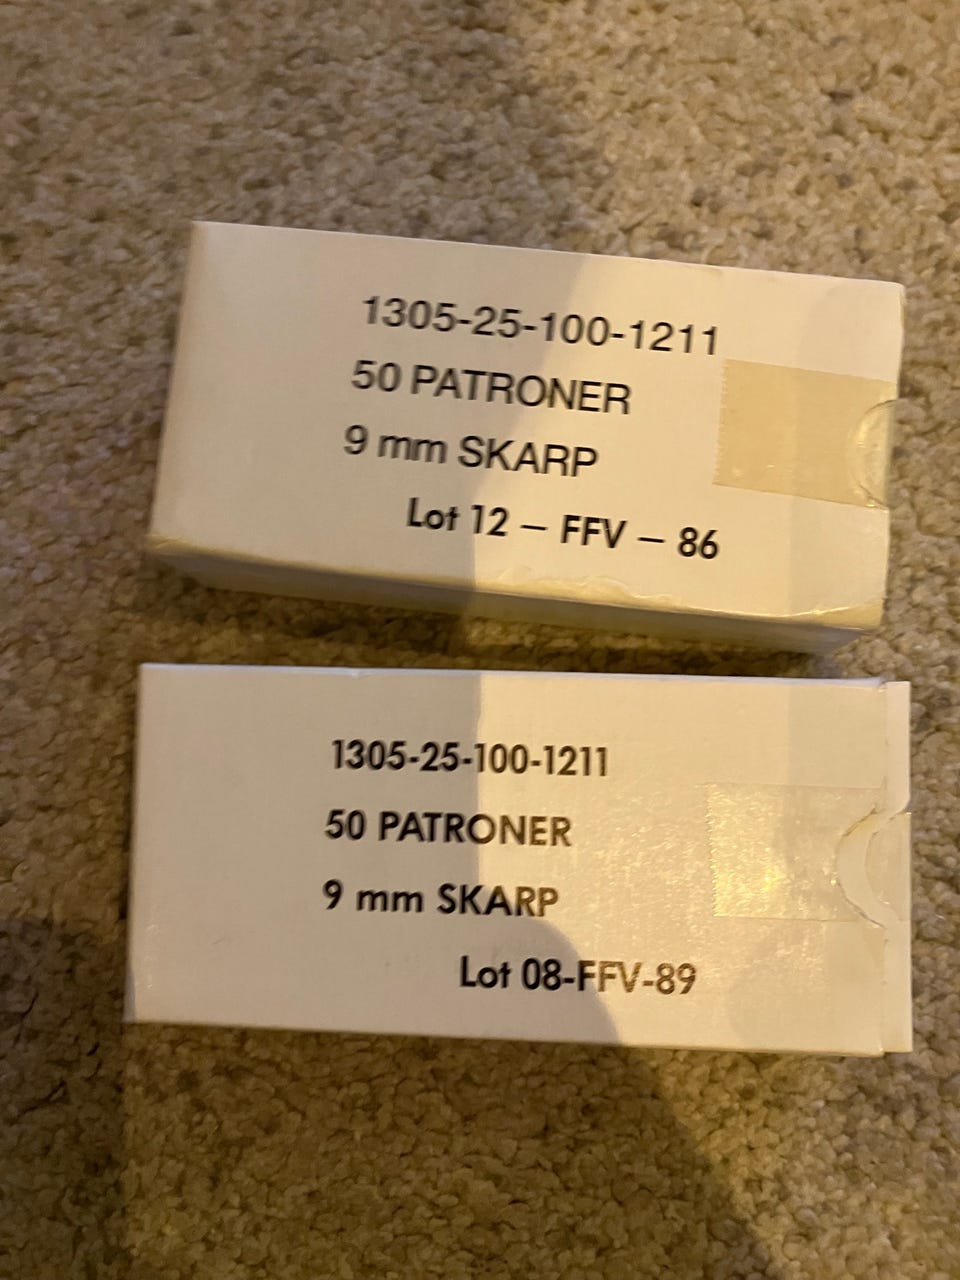 1305-25-100-1211
50 PATRONER
9 mm SKARP
Lot 12 – FFV – 86
1305-25-100-1211
50 PATRONER
9 mm SKARP
Lot 08-FFV-89